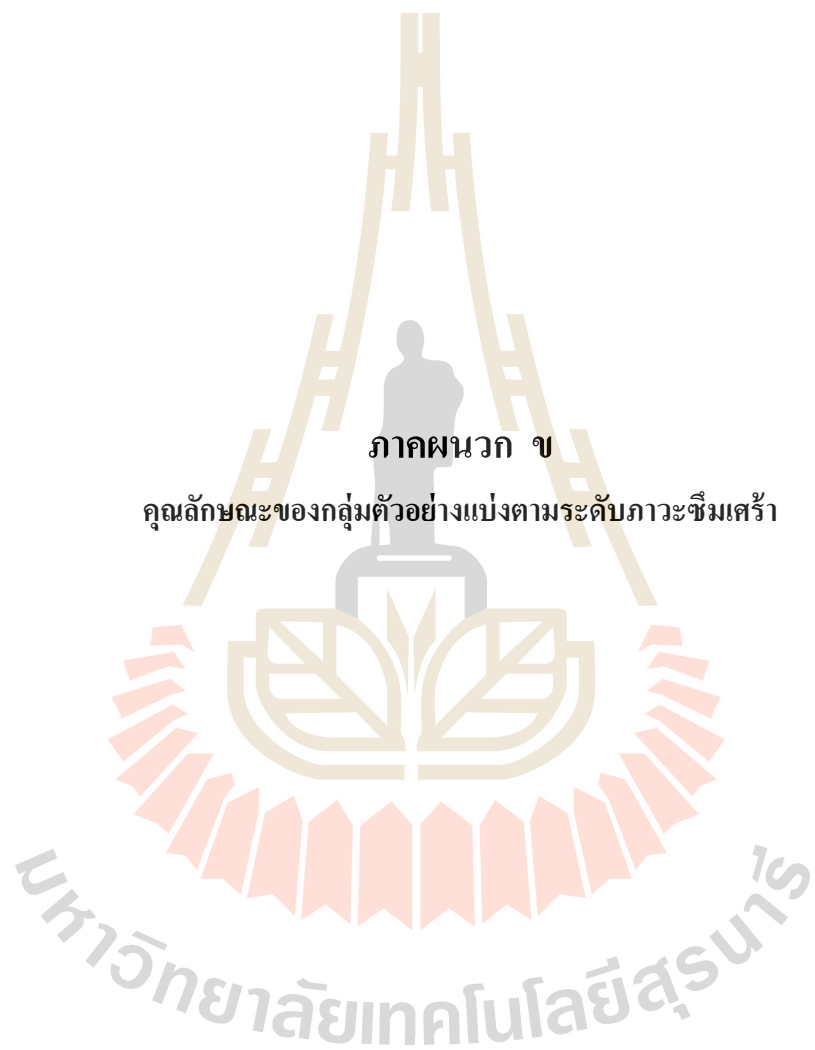 ภาคผนวก ข
คุณลักษณะของกลุ่มตัวอย่างแบ่งตามระดับภาวะซึมเศร้า
มหาวิทยาลัยเทคโนโลยีสุรนารี